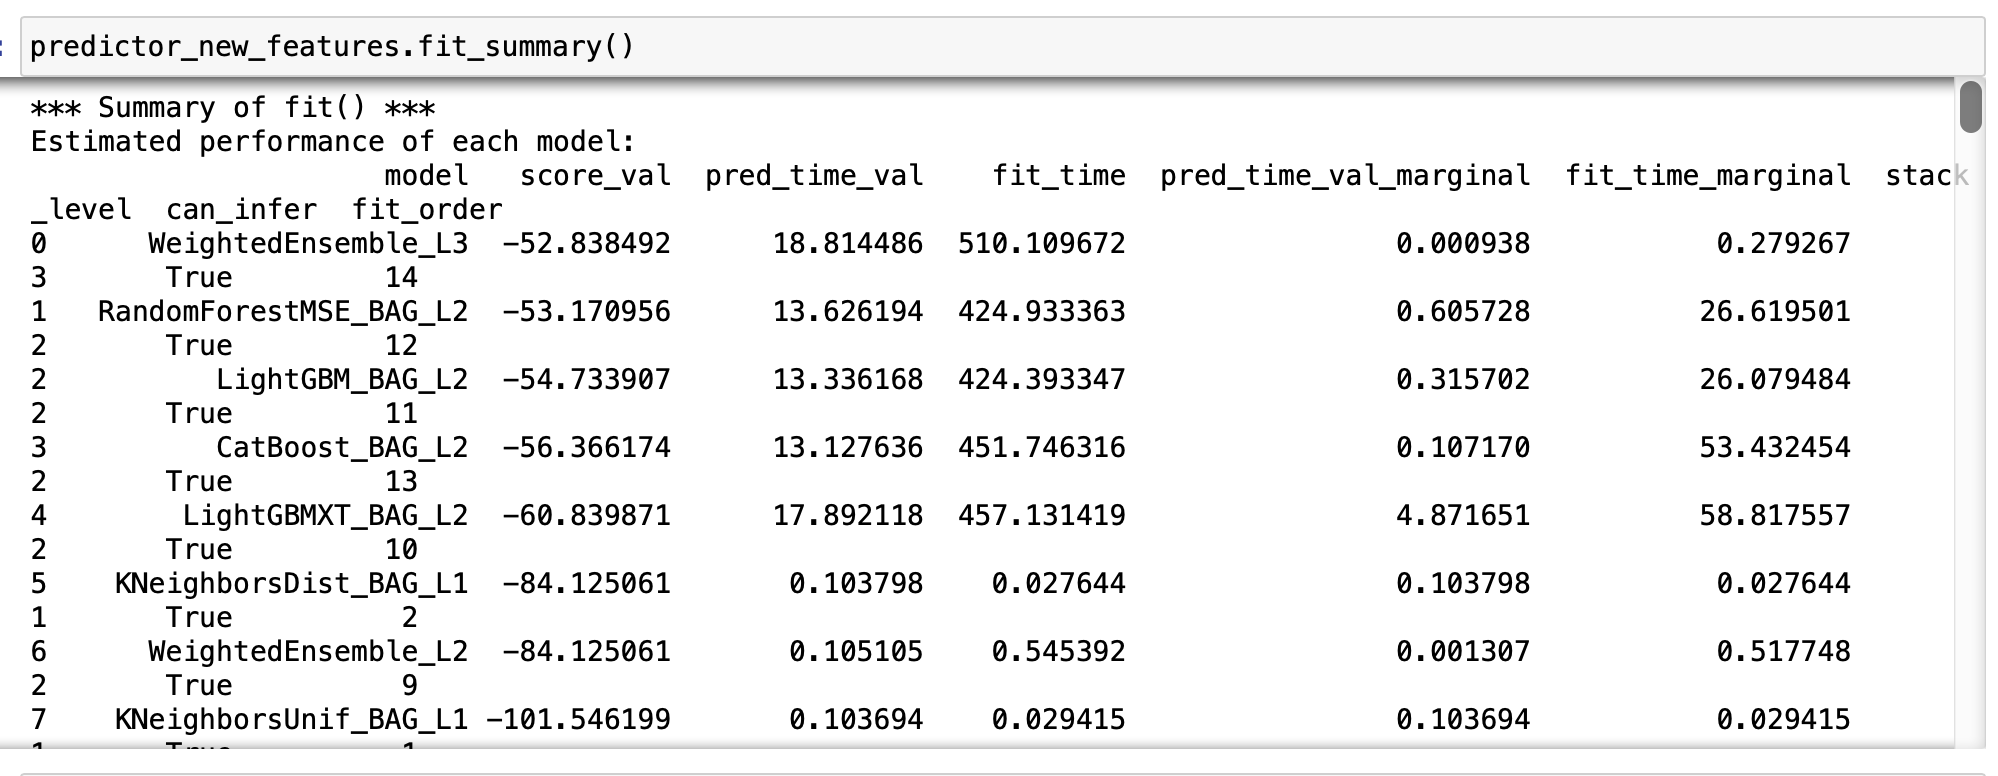 :
predictor_new_features.fit_summary()
*** Summary of fit() ***
Estimated performance of each model:
model score_val pred_time_val fit_time pred_time_val_marginal fit_time_marginal stack
_level can_infer fit_order
0 WeightedEnsemble_L3 -52.838492 18.814486 510.109672 0.000938 0.279267
3 True 14
1 RandomForestMSE_BAG_L2 -53.170956 13.626194 424.933363 0.605728 26.619501
2 True 12
2 LightGBM_BAG_L2 -54.733907 13.336168 424.393347 0.315702 26.079484
2 True 11
3 CatBoost_BAG_L2 -56.366174 13.127636 451.746316 0.107170 53.432454
2 True 13
4 LightGBMXT_BAG_L2 -60.839871 17.892118 457.131419 4.871651 58.817557
2 True 10
5 KNeighborsDist_BAG_L1 -84.125061 0.103798 0.027644 0.103798 0.027644
1 True 2
6 WeightedEnsemble_L2 -84.125061 0.105105 0.545392 0.001307 0.517748
2 True 9
7 KNeighborsUnif_BAG_L1 -101.546199 0.103694 0.029415 0.103694 0.029415